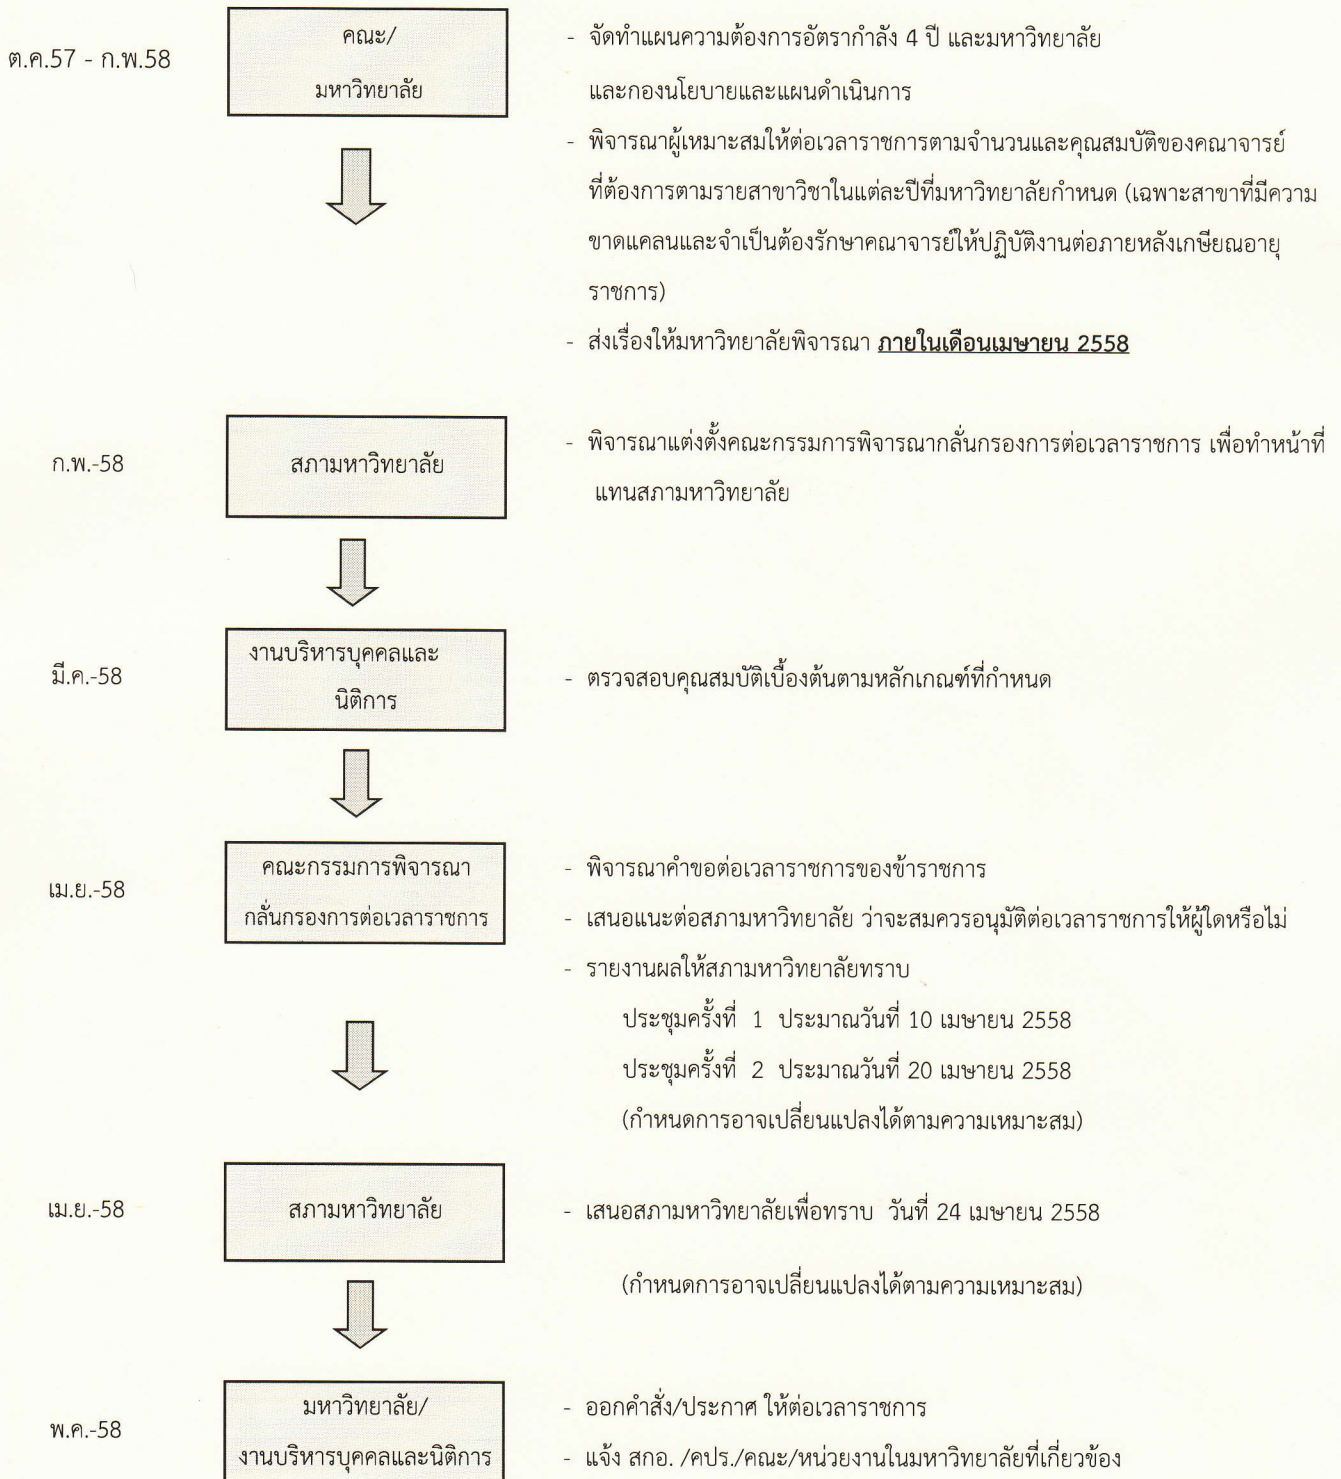 ต.ค.57 - ก.พ.58
คณะ/
มหาวิทยาลัย
- จัดทำแผนความต้องการอัตรากำลัง 4 ปี และมหาวิทยาลัย
และกองนโยบายและแผนดำเนินการ
- พิจารณาผู้เหมาะสมให้ต่อเวลาราชการตามจำนวนและคุณสมบัติของคณาจารย์
ที่ต้องการตามรายสาขาวิชาในแต่ละปีที่มหาวิทยาลัยกำหนด (เฉพาะสาขาที่มีความ
ขาดแคลนและจำเป็นต้องรักษาคณาจารย์ให้ปฏิบัติงานต่อภายหลังเกษียณอายุ
ราชการ)
- ส่งเรื่องให้มหาวิทยาลัยพิจารณา ภายในเดือนเมษายน 2558
ก.พ.-58
สภามหาวิทยาลัย
- พิจารณาแต่งตั้งคณะกรรมการพิจารณากลั่นกรองการต่อเวลาราชการ เพื่อทำหน้าที่
แทนสภามหาวิทยาลัย
มี.ค.-58
งานบริหารบุคคลและ
นิติการ
- ตรวจสอบคุณสมบัติเบื้องต้นตามหลักเกณฑ์ที่กำหนด
เม.ย.-58
คณะกรรมการพิจารณา
กลั่นกรองการต่อเวลาราชการ
- พิจารณาคำขอต่อเวลาราชการของข้าราชการ
- เสนอแนะต่อสภามหาวิทยาลัย ว่าจะสมควรอนุมัติต่อเวลาราชการให้ผู้ใดหรือไม่
- รายงานผลให้สภามหาวิทยาลัยทราบ
ประชุมครั้งที่ 1 ประมาณวันที่ 10 เมษายน 2558
ประชุมครั้งที่ 2 ประมาณวันที่ 20 เมษายน 2558
(กำหนดการอาจเปลี่ยนแปลงได้ตามความเหมาะสม)
เม.ย.-58
สภามหาวิทยาลัย
- เสนอสภามหาวิทยาลัยเพื่อทราบ วันที่ 24 เมษายน 2558
(กำหนดการอาจเปลี่ยนแปลงได้ตามความเหมาะสม)
พ.ค.-58
มหาวิทยาลัย/
งานบริหารบุคคลและนิติการ
- ออกคำสั่ง/ประกาศ ให้ต่อเวลาราชการ
- แจ้ง สกอ. /คปร./คณะ/หน่วยงานในมหาวิทยาลัยที่เกี่ยวข้อง